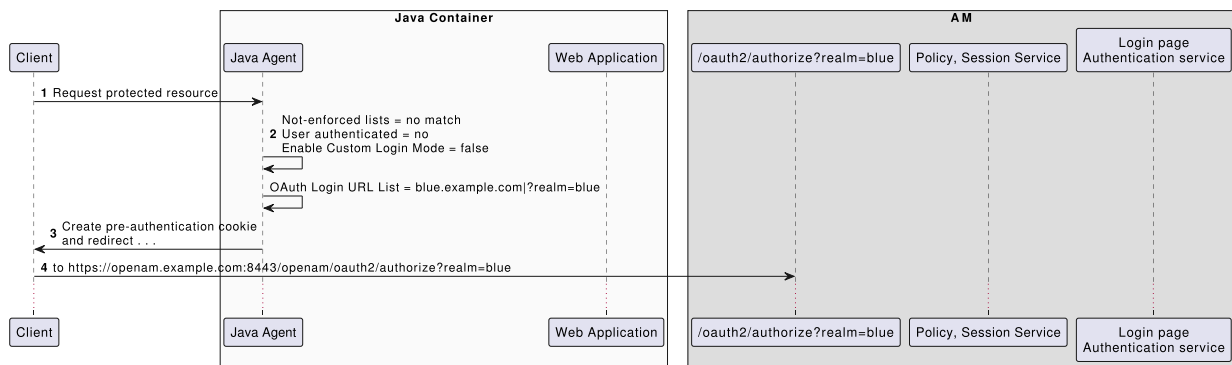 Java Container
AM
Client
Java Agent
Web Application
/oauth2/authorize?realm=blue
Policy, Session Service
Login page
Authentication service
1 Request protected resource
Not-enforced lists = no match
2 User authenticated = no
Enable Custom Login Mode = false
OAuth Login URL List = blue.example.com|?realm=blue
3 Create pre-authentication cookie
and redirect . . .
4 to https://openam.example.com:8443/openam/oauth2/authorize?realm=blue
Client
Java Agent
Web Application
/oauth2/authorize?realm=blue
Policy, Session Service
Login page
Authentication service